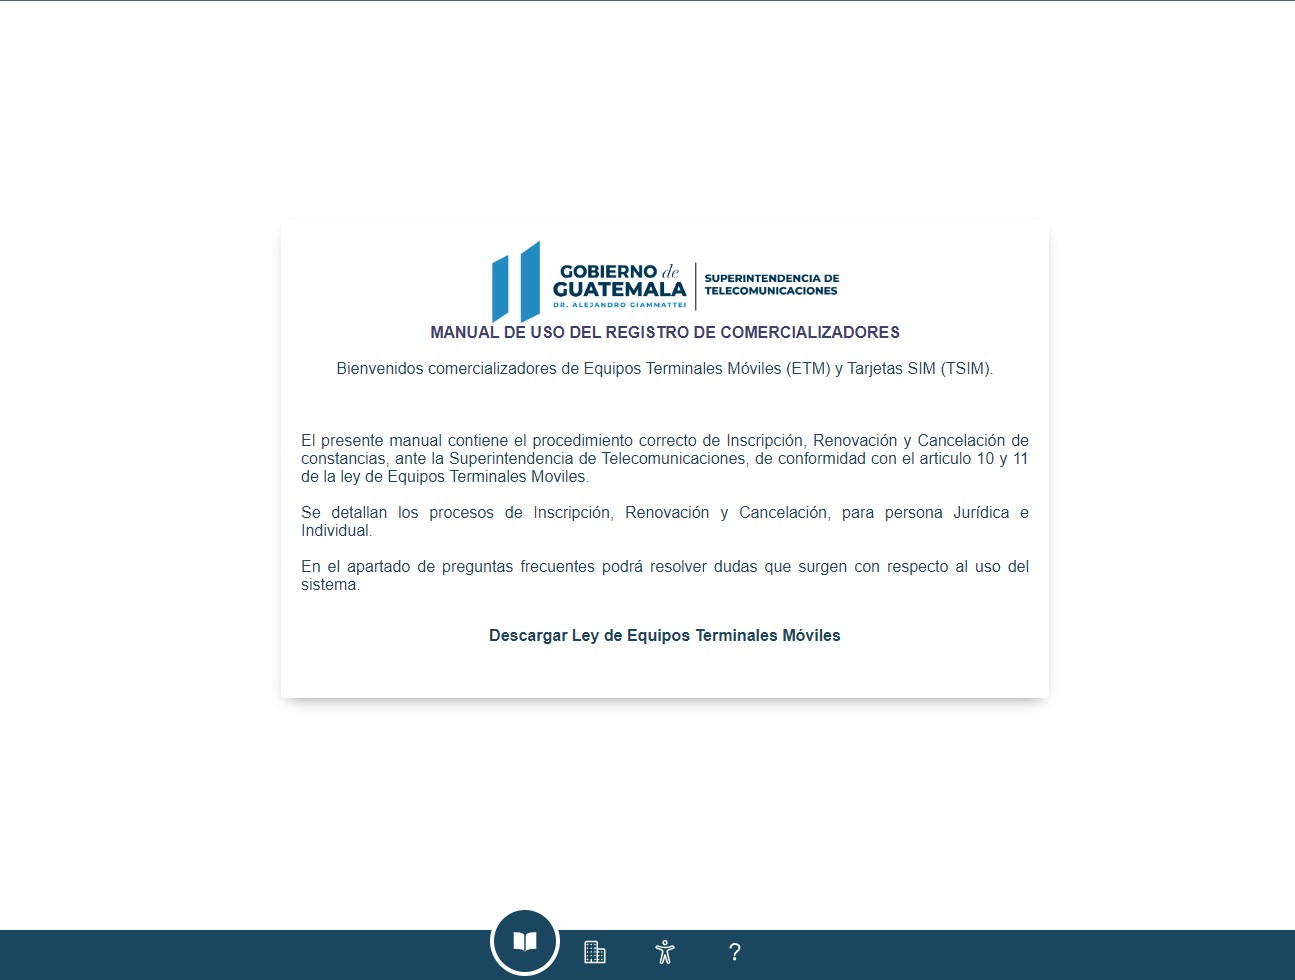 GOBIERNO de
GUATEMALA
DR. ALEJANDRO GIAMMATTEI
SUPERINTENDENCIA DE
TELECOMUNICACIONES
MANUAL DE USO DEL REGISTRO DE COMERCIALIZADORES
Bienvenidos comercializadores de Equipos Terminales Móviles (ETM) y Tarjetas SIM (TSIM).
El presente manual contiene el procedimiento correcto de Inscripción, Renovación y Cancelación de
constancias, ante la Superintendencia de Telecomunicaciones, de conformidad con el articulo 10 y 11
de la ley de Equipos Terminales Moviles.
Se detallan los procesos de Inscripción, Renovación y Cancelación, para persona Jurídica e
Individual.
En el apartado de preguntas frecuentes podrá resolver dudas que surgen con respecto al uso del
sistema.
Descargar Ley de Equipos Terminales Móviles
?